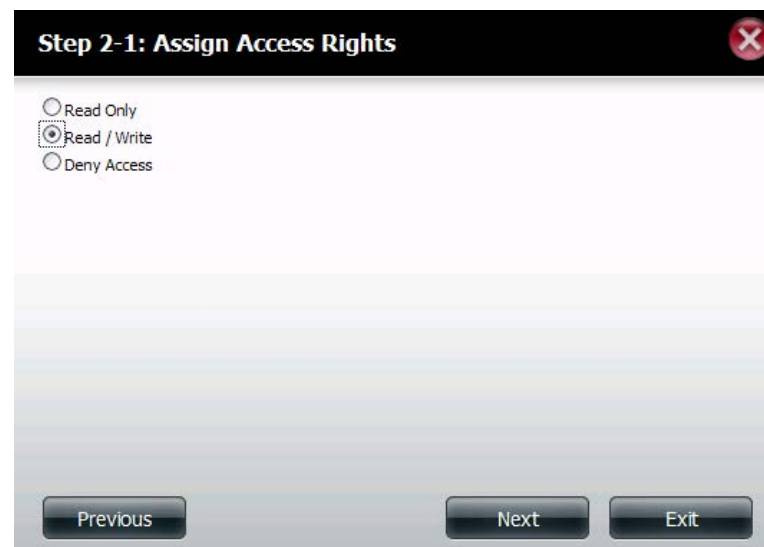 Step 2-1: Assign Access Rights
Read Only
Read / Write
Deny Access
Previous Next Exit